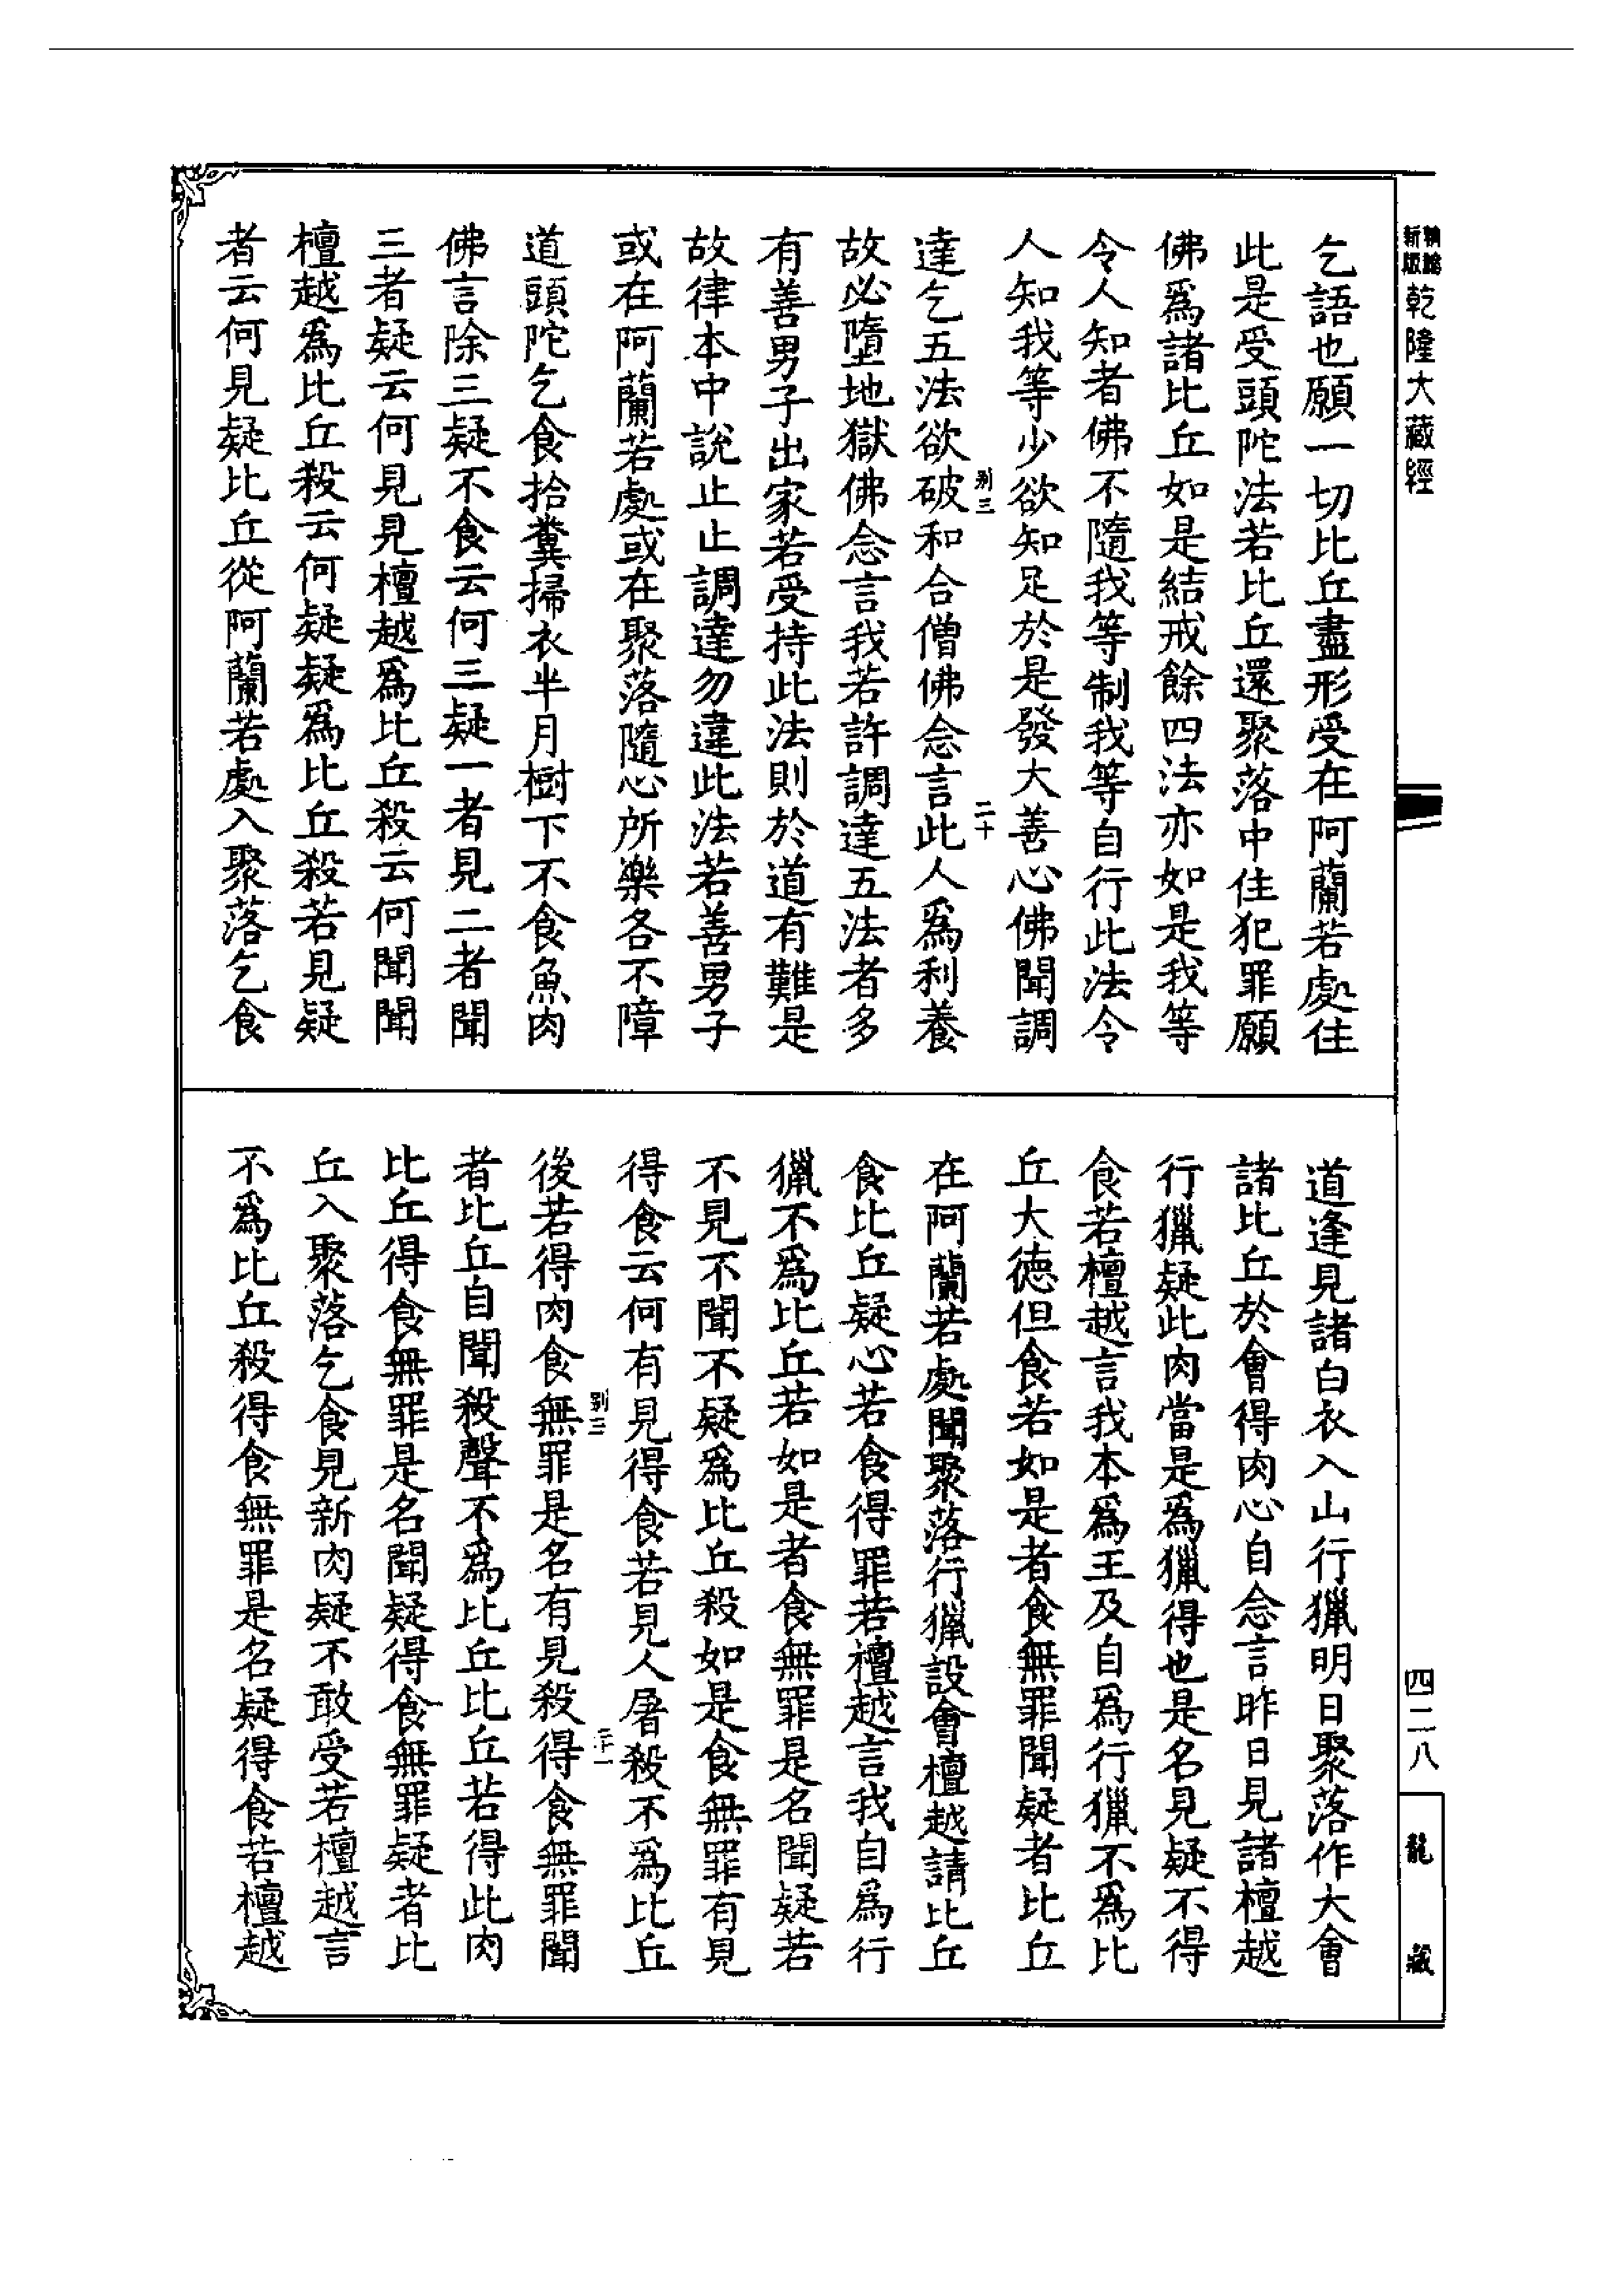 新版
乾隆大藏經
乞語也願一切比丘盡形受在阿蘭若處住
此是受頭陀法若比丘還聚落中住犯罪願
佛爲諸比丘如是結戒餘四法亦如是我等
令人知者佛不隨我等制我等自行此法令
人知我等少欲知足於是發大善心佛聞調
别三
二十
達乞五法欲破和合僧佛念言此人爲利養
故必墮地獄佛念言我若許調達五法者多
有善男子出家若受持此法則於道有難是
故律本中說止止調達勿違此法若善男子
或在阿蘭若處或在聚落隨心所樂各不障
道頭陀乞食拾糞掃衣半月樹下不食魚肉
佛言除三疑不食云何三疑一者見二者聞
三者疑云何見見檀越爲比丘殺云何聞聞
檀越爲比丘殺云何疑疑爲比丘殺若見疑
者云何見疑比丘從阿蘭若處入聚落乞食
道逢見諸白衣入山行獵明日聚落作大會
諸比丘於會得肉心自念言昨日見諸檀越
行獵疑此肉當是爲獵得也是名見疑不得
食若檀越言我本爲王及自爲行獵不爲比
丘大德但食若如是者食無罪聞疑者比丘
在阿蘭若處聞聚落行獵設會檀越請比丘
食比丘疑心若食得罪若檀越言我自爲行
獵不爲比丘若如是者食無罪是名聞疑若
不見不聞不疑爲比丘殺如是食無罪有見
得食云何有見得食若見人屠殺不爲比丘
别三
二十一
後若得肉食無罪是名有見殺得食無罪聞
者比丘自聞殺聲不爲比丘比丘若得此肉
比丘得食無罪是名聞疑得食無罪疑者比
丘入聚落乞食見新肉疑不敢受若檀越言
不爲比丘殺得食無罪是名疑得食若檀越
四二八
龍藏